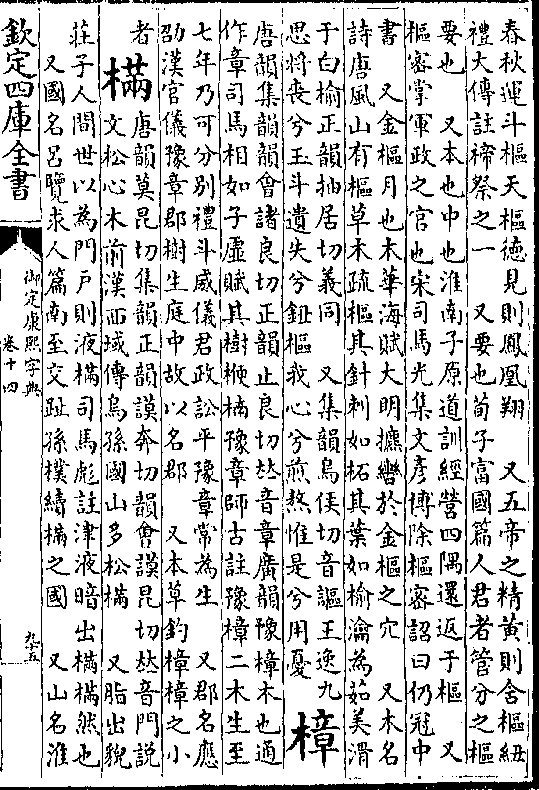 春秋運斗樞天樞德見則鳳凰翔　又五帝之精黄則含樞紐
禮大傳註禘祭之一　又要也荀子富國篇人君者管分之樞
要也　又本也中也淮南子原道訓經營四隅還返于樞　又
樞密掌軍政之官也宋司馬光集文彦博除樞密詔曰仍冠中
書　又金樞月也木華海賦大明㩦轡於金樞之穴　又木名
詩唐風山有樞草木疏樞其針刺如柘其葉如榆瀹為茹美滑
于白榆正韻抽居切義同　又集韻烏侯切音謳王逸九
思將喪兮玉斗遺失兮鈕樞我心兮煎熬惟是兮用憂　樟
唐韻集韻韻會諸良切正韻止良切𠀤音章廣韻豫樟木也通
作章司馬相如子虚賦其樹楩楠豫章師古註豫樟二木生至
七年乃可分别禮斗威儀君政訟平豫章常為生　又郡名應
劭漢官儀豫章郡樹生庭中故以名郡　又本草釣樟樟之小
者　樠　唐韻莫昆切集韻正韻謨奔切韻會謨昆切𠀤音門說
文松心木前漢西域傳烏孫國山多松樠　又脂出貌
莊子人間世以為門戸則液樠司馬彪註津液暗出樠樠然也
又國名吕覽求人篇南至交趾孫樸續樠之國　又山名淮
欽定四庫全書
御定康熙字典
卷十四
九十五